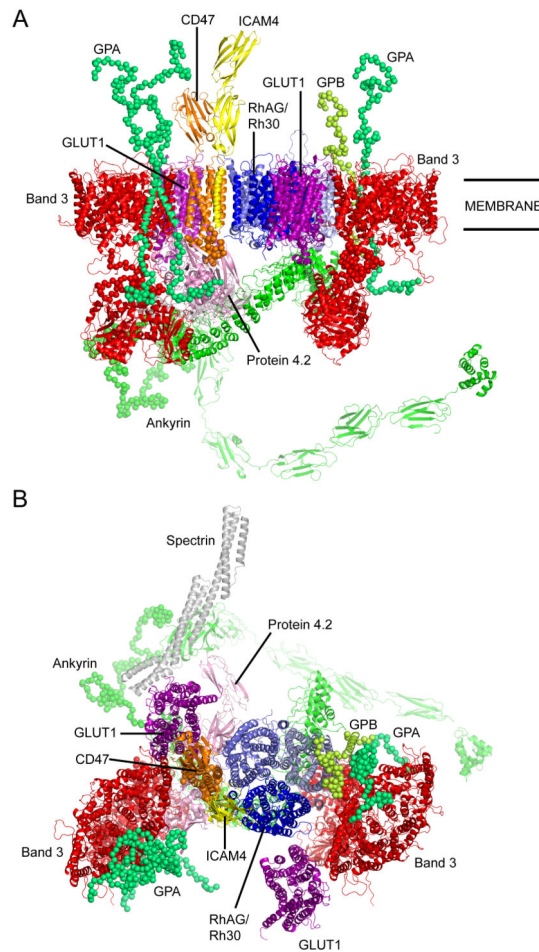 A
ICAM4
CD47
GPA
GLUT1
GPA
GPB
RhAG/
Rh30
GLUT1
Band 3
Band 3
MEMBRANE
Protein 4.2
Ankyrin
B
Spectrin
Protein 4.2
Ankyrin
GLUT1
GPB
GPA
CD47
Band 3
ICAM4
Band 3
GPA
RhAG/
Rh30
GLUT1